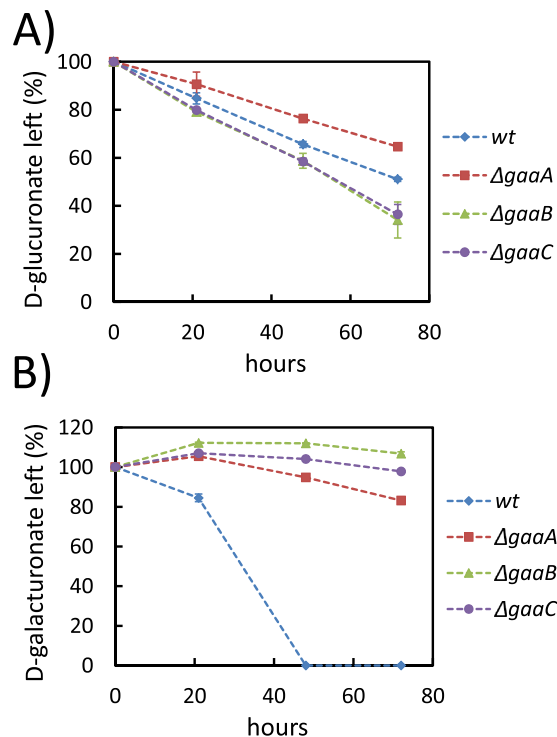 A)
D-glucuronate left (%)
100
80
60
40
20
0
0 20 40 60 80
hours
wt
ΔgaaA
ΔgaaB
ΔgaaC
B)
D-galacturonate left (%)
120
100
80
60
40
20
0
0 20 40 60 80
hours
wt
ΔgaaA
ΔgaaB
ΔgaaC